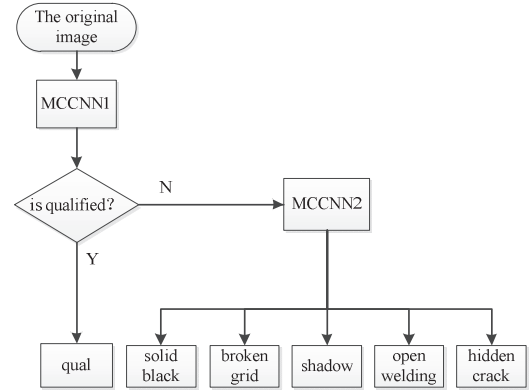 The original
image
MCCNN1
is qualified?
N
MCCNN2
Y
qual
solid
black
broken
grid
shadow
open
welding
hidden
crack